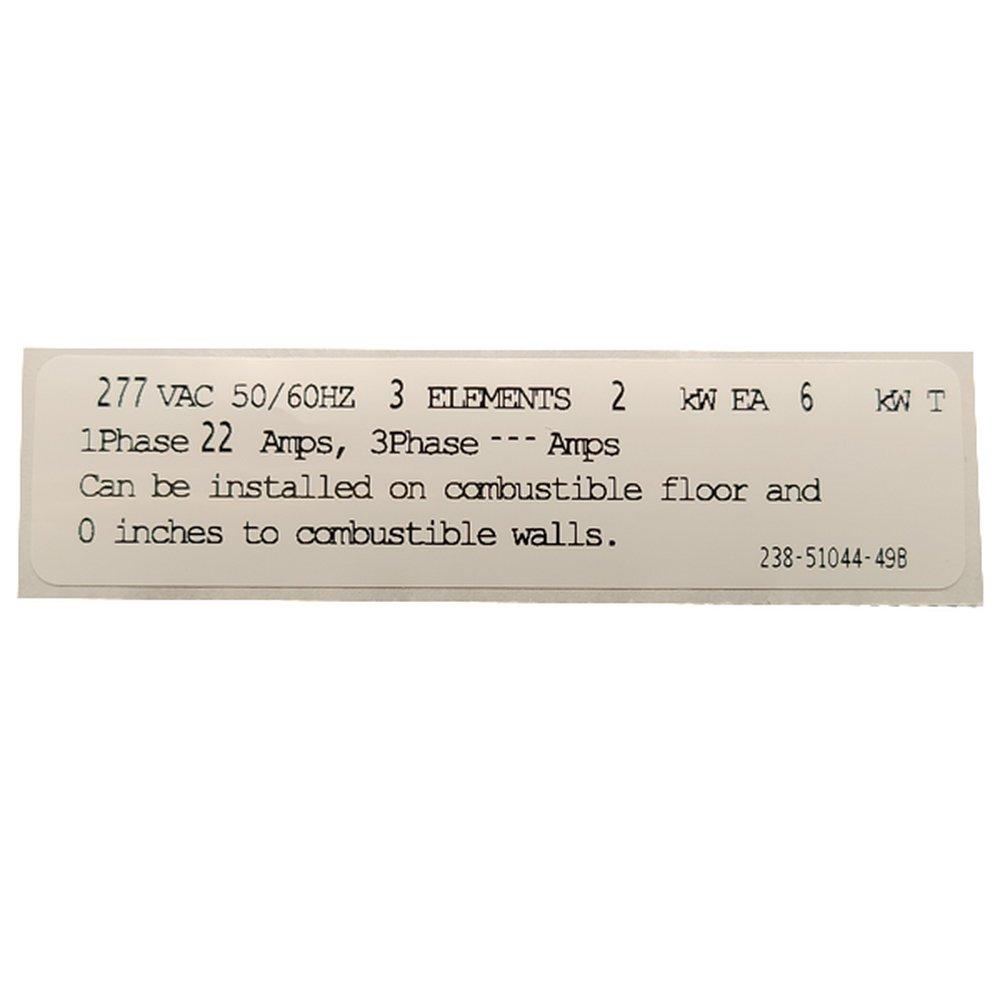 277 VAC 50/60HZ 3 ELEMENTS 2 kW EA 6 kW T
1Phase 22 Amps, 3Phase --- Amps
Can be installed on combustible floor and
0 inches to combustible walls.
238-51044-49B